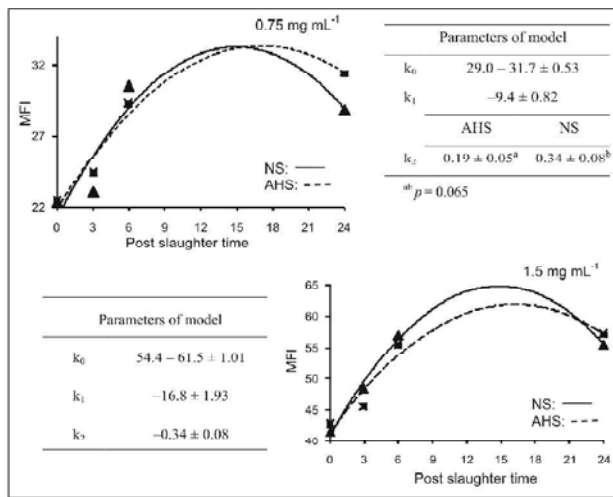 0.75 mg mL⁻¹
MFI
32
27
22
0 3 6 9 12 15 18 21 24
Post slaughter time
NS:
AHS:
Parameters of model
k₀ 29.0 – 31.7 ± 0.53
k₁ –9.4 ± 0.82
AHS NS
k₂ 0.19 ± 0.05ᵃ 0.34 ± 0.08ᵇ
ᵃᵇ p = 0.065
Parameters of model
k₀ 54.4 – 61.5 ± 1.01
k₁ –16.8 ± 1.93
k₂ –0.34 ± 0.08
1.5 mg mL⁻¹
MFI
65
60
55
50
45
40
0 3 6 9 12 15 18 21 24
Post slaughter time
NS:
AHS: